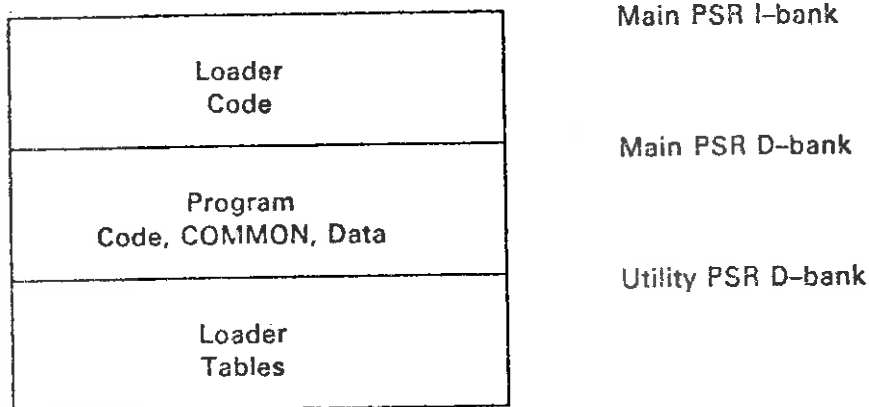 Main PSR I-bank
Loader
Code
Main PSR D-bank
Program
Code, COMMON, Data
Utility PSR D-bank
Loader
Tables